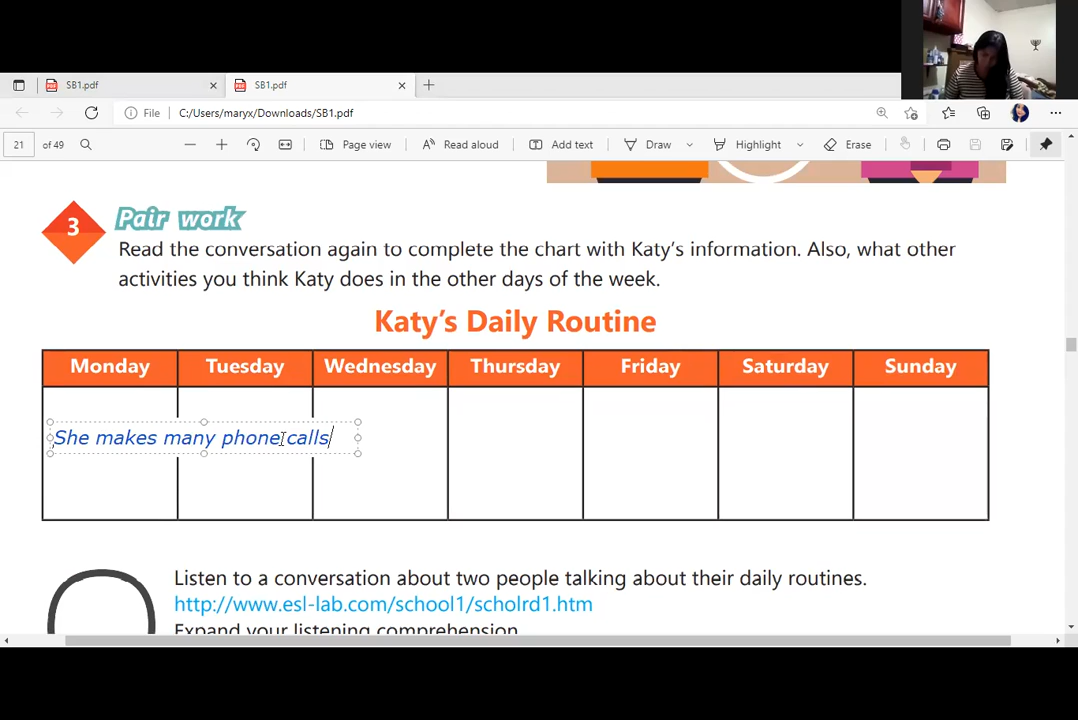 SB1.pdf
SB1.pdf
File C:/Users/maryx/Downloads/SB1.pdf
21 of 49 Page view Read aloud Add text Draw Highlight Erase
3 Pair work
Read the conversation again to complete the chart with Katy's information. Also, what other
activities you think Katy does in the other days of the week.
Katy's Daily Routine
Monday Tuesday Wednesday Thursday Friday Saturday Sunday
She makes many phone calls
Listen to a conversation about two people talking about their daily routines.
http://www.esl-lab.com/school1/scholrd1.htm
Expand your listening comprehension